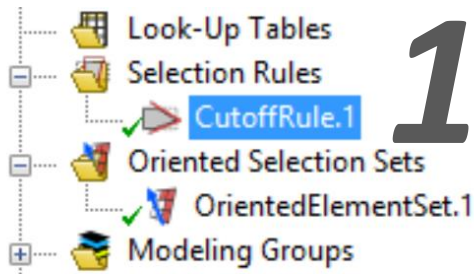 Look-Up Tables
Selection Rules
CutoffRule.1
Oriented Selection Sets
OrientedElementSet.1
Modeling Groups
1